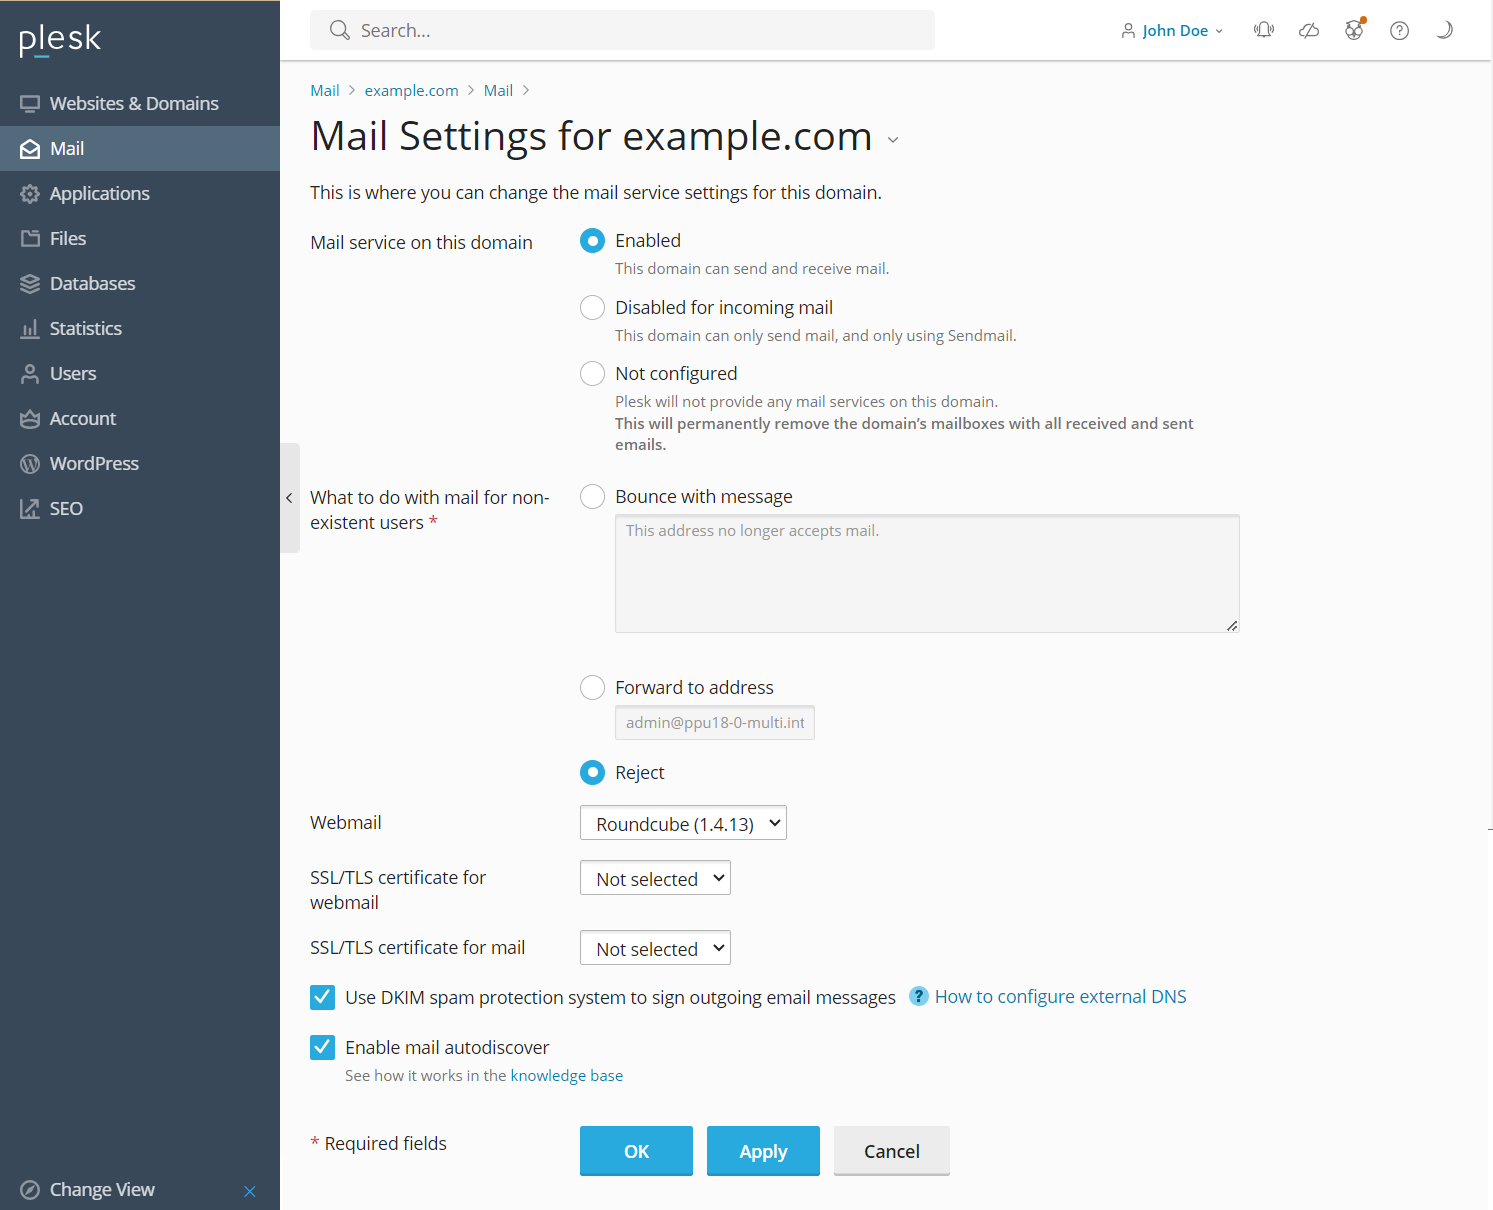 plesk
Search...
John Doe
Websites & Domains
Mail
Applications
Files
Databases
Statistics
Users
Account
WordPress
SEO
Change View
Mail > example.com > Mail >
Mail Settings for example.com
This is where you can change the mail service settings for this domain.
Mail service on this domain
Enabled
This domain can send and receive mail.
Disabled for incoming mail
This domain can only send mail, and only using Sendmail.
Not configured
Plesk will not provide any mail services on this domain.
This will permanently remove the domain’s mailboxes with all received and sent
emails.
What to do with mail for non-
existent users *
Bounce with message
This address no longer accepts mail.
Forward to address
admin@ppu18-0-multi.int
Reject
Webmail
Roundcube (1.4.13)
SSL/TLS certificate for
webmail
Not selected
SSL/TLS certificate for mail
Not selected
Use DKIM spam protection system to sign outgoing email messages
? How to configure external DNS
Enable mail autodiscover
See how it works in the knowledge base
* Required fields
OK
Apply
Cancel